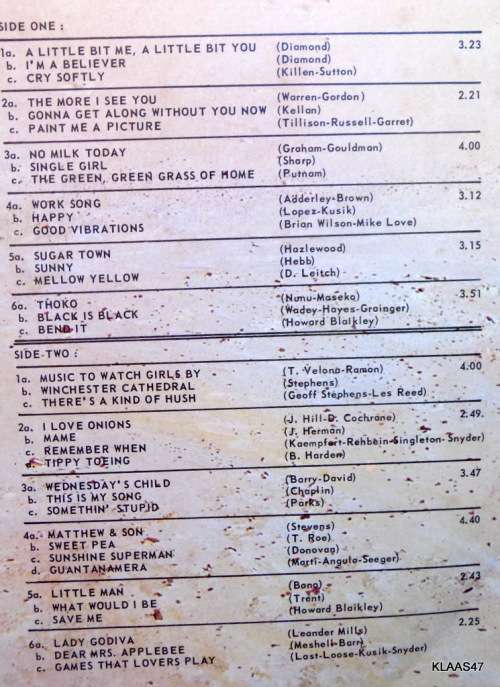 SIDE ONE :
1a. A LITTLE BIT ME, A LITTLE BIT YOU (Diamond) 3.23
b. I'M A BELIEVER (Diamond)
c. CRY SOFTLY (Killen-Sutton)
2a. THE MORE I SEE YOU (Warren-Gordon) 2.21
b. GONNA GET ALONG WITHOUT YOU NOW (Kellan)
c. PAINT ME A PICTURE (Tillison-Russell-Garret)
3a. NO MILK TODAY (Graham-Gouldman) 4.00
b. SINGLE GIRL (Sharp)
c. THE GREEN, GREEN GRASS OF HOME (Putnam)
4a. WORK SONG (Adderley-Brown) 3.12
b. HAPPY (Lopez-Kusik)
c. GOOD VIBRATIONS (Brian Wilson-Mike Love)
5a. SUGAR TOWN (Hazlewood) 3.15
b. SUNNY (Hebb)
c. MELLOW YELLOW (D. Leitch)
6a. THOKO (Nunu-Maseko) 3.51
b. BLACK IS BLACK (Wadey-Hayes-Grainger)
c. BEND IT (Howard Blaikley)
SIDE-TWO :
1a. MUSIC TO WATCH GIRLS BY (T. Velona-Ramon) 4.00
b. WINCHESTER CATHEDRAL (Stephens)
c. THERE'S A KIND OF HUSH (Geoff Stephens-Les Reed)
2a. I LOVE ONIONS (J. Hill-D. Cochrane) 2.49.
b. MAME (J. Herman)
c. REMEMBER WHEN (Kaempfert-Rehbein-Singleton-Snyder)
d. TIPPY TOEING (B. Harden)
3a. WEDNESDAY'S CHILD (Barry-David) 3.47
b. THIS IS MY SONG (Chaplin)
c. SOMETHIN' STUPID (Parks)
4a. MATTHEW & SON (Stevens) 4.40
b. SWEET PEA (T. Roe)
c. SUNSHINE SUPERMAN (Donovan)
d. GUANTANAMERA (Marti-Angulo-Seeger)
5a. LITTLE MAN (Bono) 2.43
b. WHAT WOULD I BE (Trent)
c. SAVE ME (Howard Blaikley)
6a. LADY GODIVA (Leander Mills) 2.25
b. DEAR MRS. APPLEBEE (Meshell-Barr)
c. GAMES THAT LOVERS PLAY (Last-Loose-Kusik-Snyder)
KLAAS47